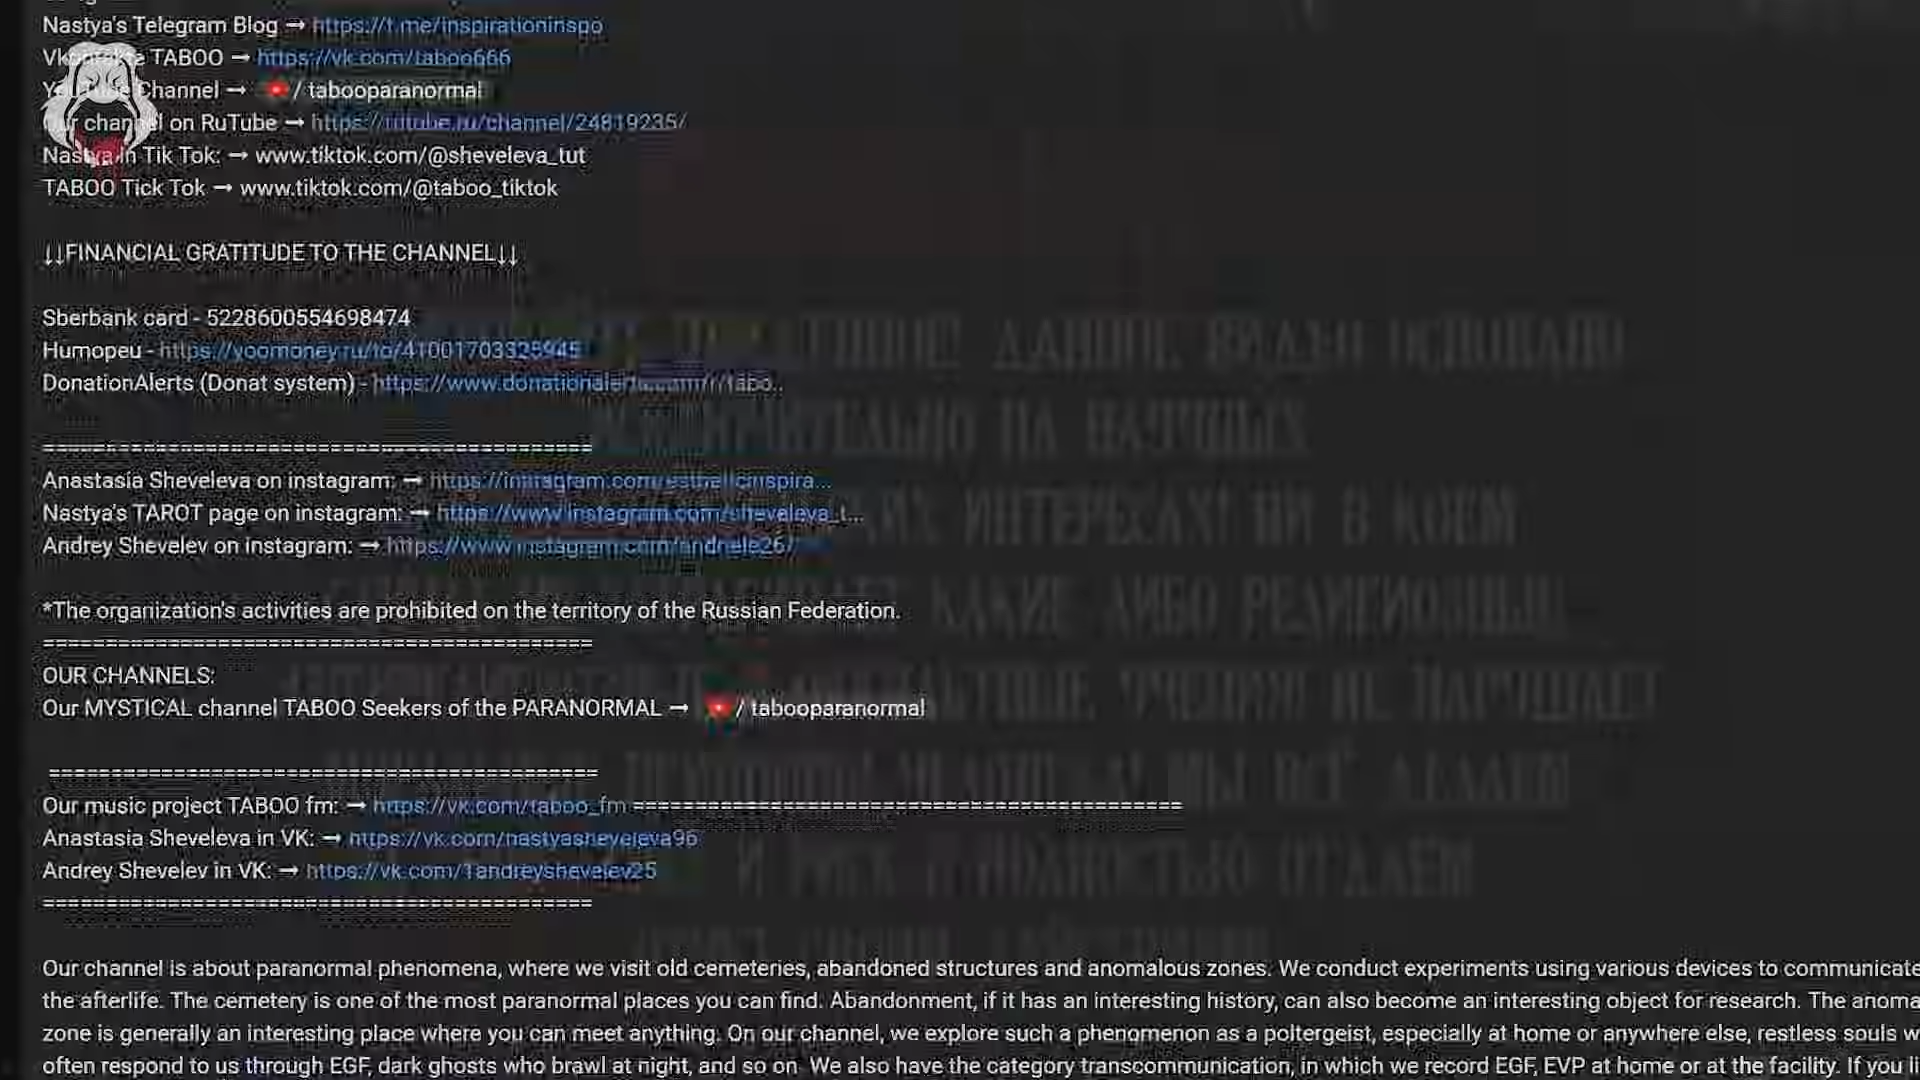 Nastya's Telegram Blog → https://t.me/inspirationinspo
Vkontakte TABOO → https://vk.com/taboo666
YouTube Channel → / tabooparanormal
Our channel on RuTube → https://rutube.ru/channel/24819235/
Nastya in Tik Tok: → www.tiktok.com/@sheveleva_tut
TABOO Tick Tok → www.tiktok.com/@taboo_tiktok
↓↓FINANCIAL GRATITUDE TO THE CHANNEL↓↓
Sberbank card - 5228600554698474
Humopeu - https://yoomoney.ru/to/41001703325945
DonationAlerts (Donat system) - https://www.donationalerts.com/r/tabo...
==========================================
Anastasia Sheveleva on instagram: → https://instagram.com/estheticinspira...
Nastya's TAROT page on instagram: → https://www.instagram.com/sheveleva_t...
Andrey Shevelev on instagram: → https://www.instagram.com/andriele26/
*The organization's activities are prohibited on the territory of the Russian Federation.
==========================================
OUR CHANNELS:
Our MYSTICAL channel TABOO Seekers of the PARANORMAL → / tabooparanormal
==========================================
Our music project TABOO fm: → https://vk.com/taboo_fm ==========================================
Anastasia Sheveleva in VK: → https://vk.com/nastyasheveleva96
Andrey Shevelev in VK: → https://vk.com/1andreyshevelev25
==========================================
Our channel is about paranormal phenomena, where we visit old cemeteries, abandoned structures and anomalous zones. We conduct experiments using various devices to communicate
the afterlife. The cemetery is one of the most paranormal places you can find. Abandonment, if it has an interesting history, can also become an interesting object for research. The anoma
zone is generally an interesting place where you can meet anything. On our channel, we explore such a phenomenon as a poltergeist, especially at home or anywhere else, restless souls w
often respond to us through EGF, dark ghosts who brawl at night, and so on. We also have the category transcommunication, in which we record EGF, EVP at home or at the facility. If you li